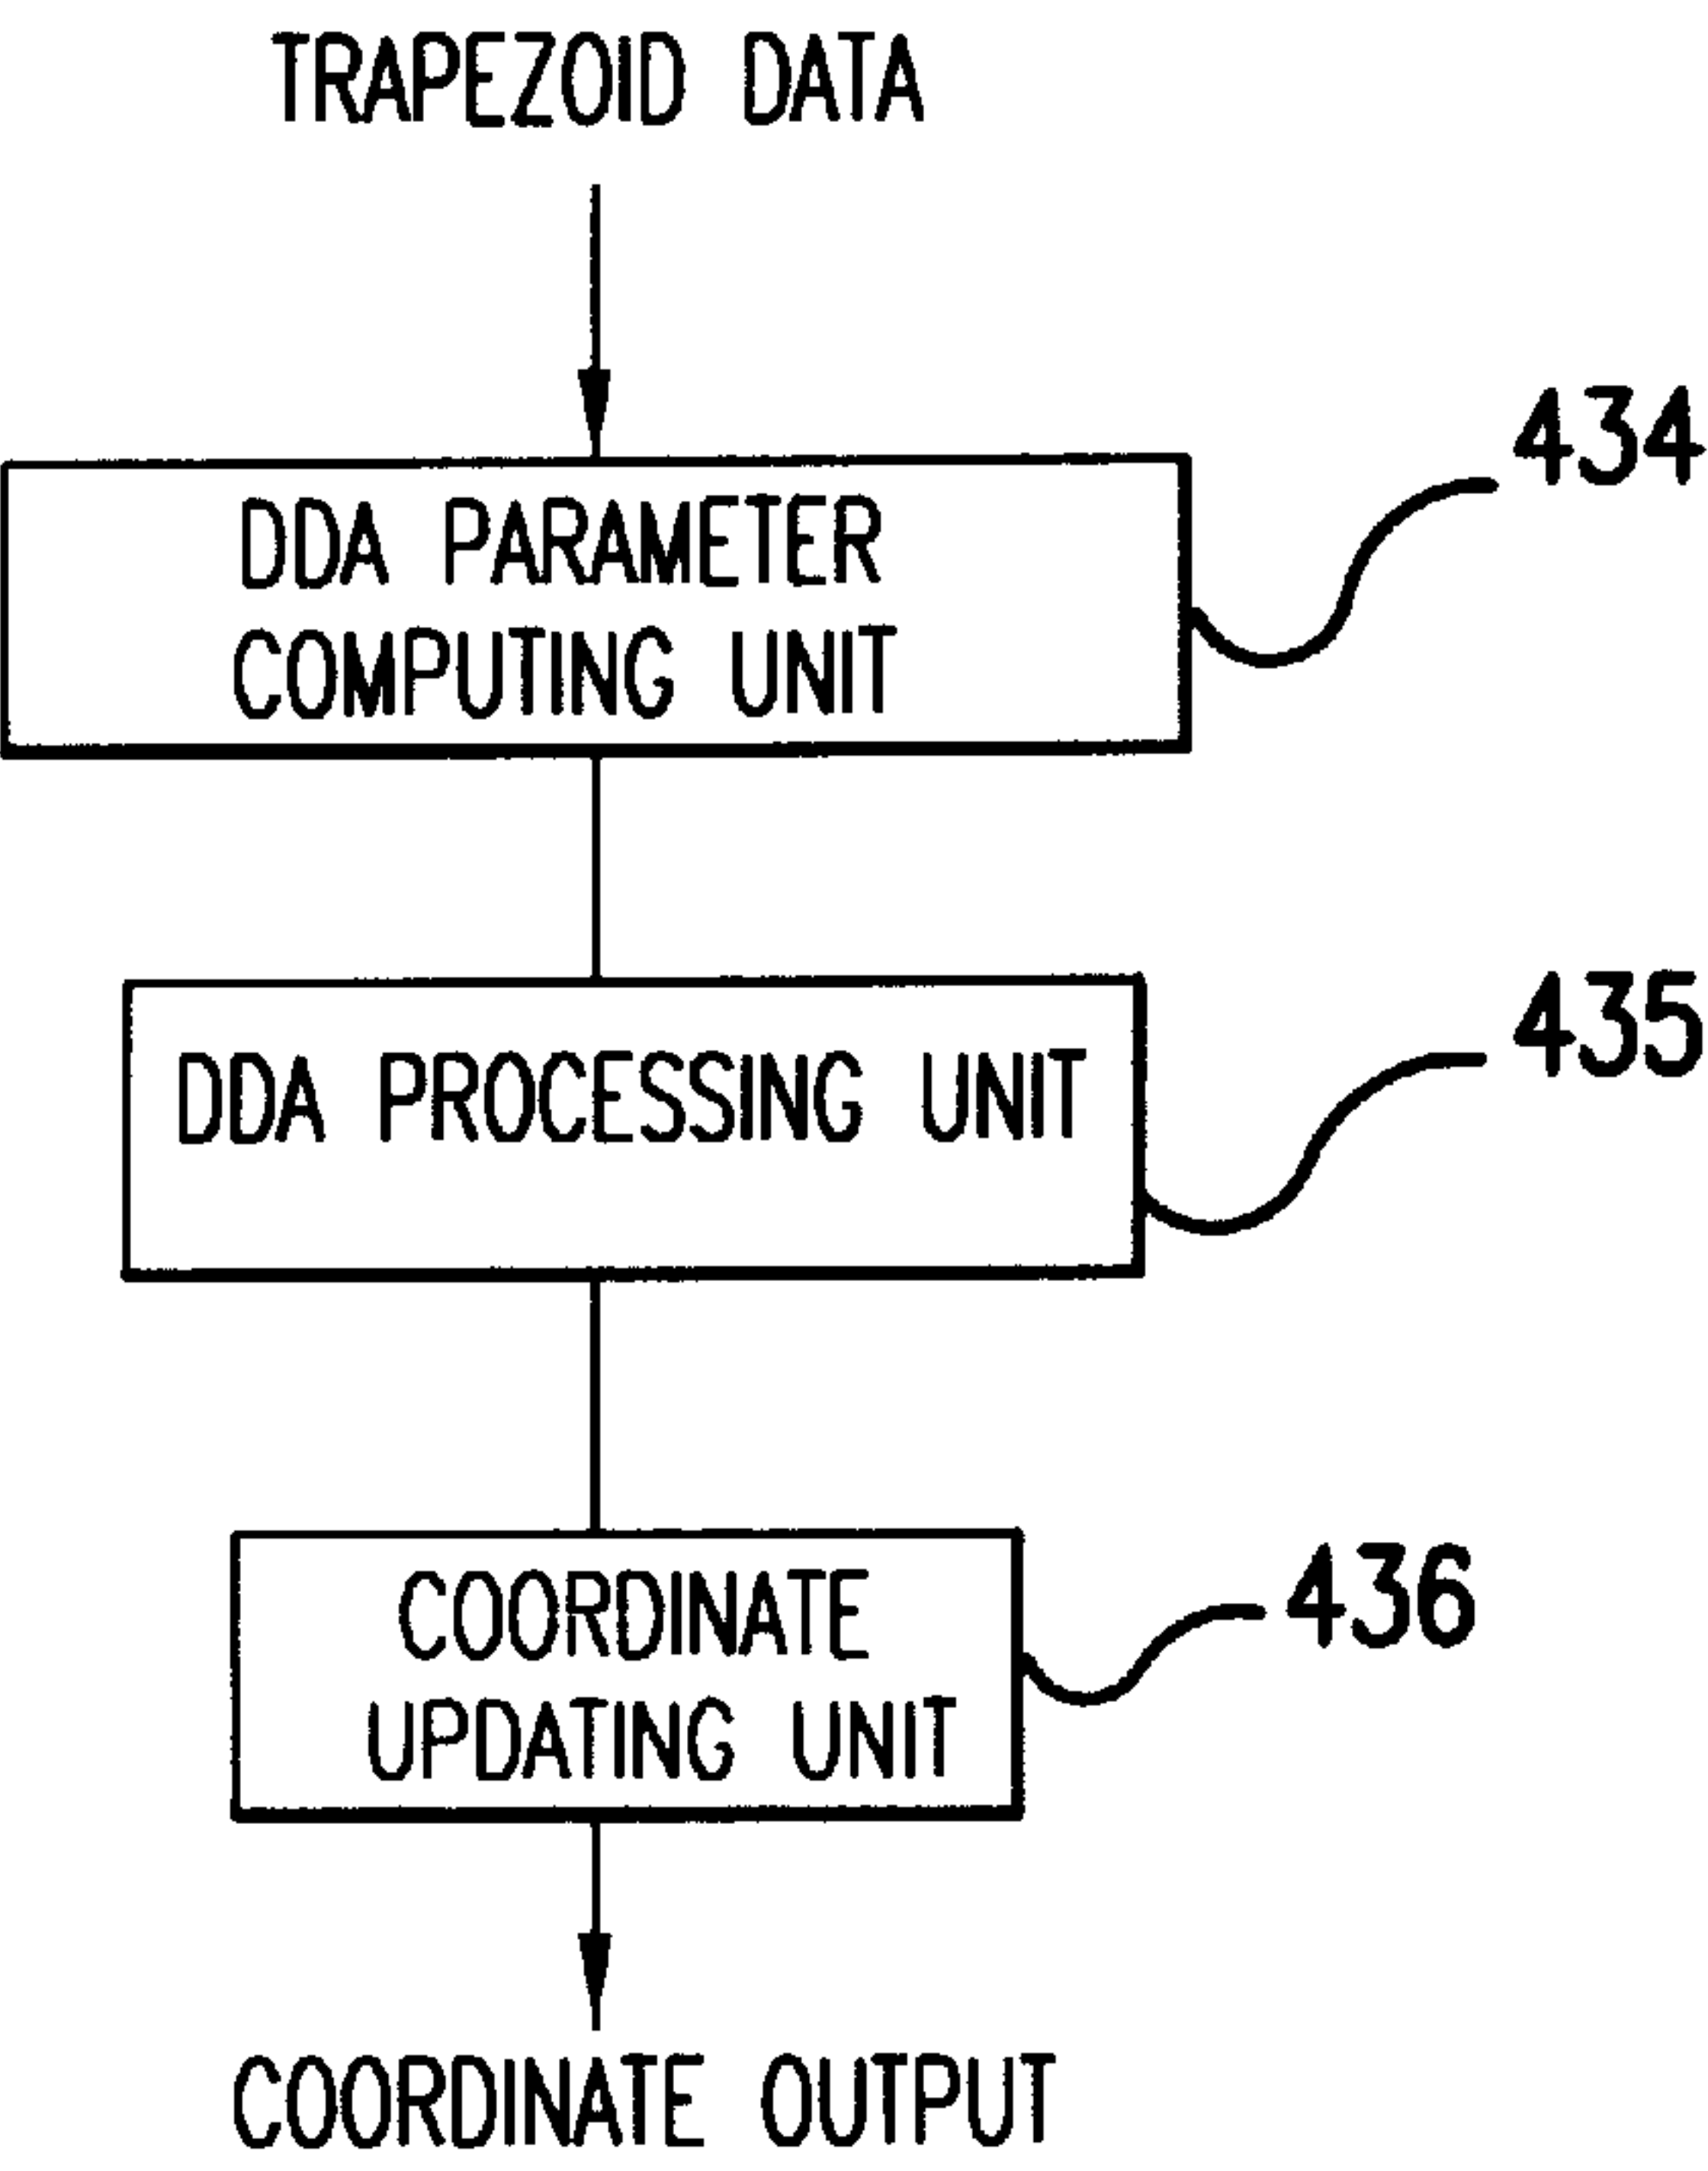 TRAPEZOID DATA
434
DDA PARAMETER
COMPUTING UNIT
435
DDA PROCESSING UNIT
436
COORDINATE
UPDATING UNIT
COORDINATE OUTPUT